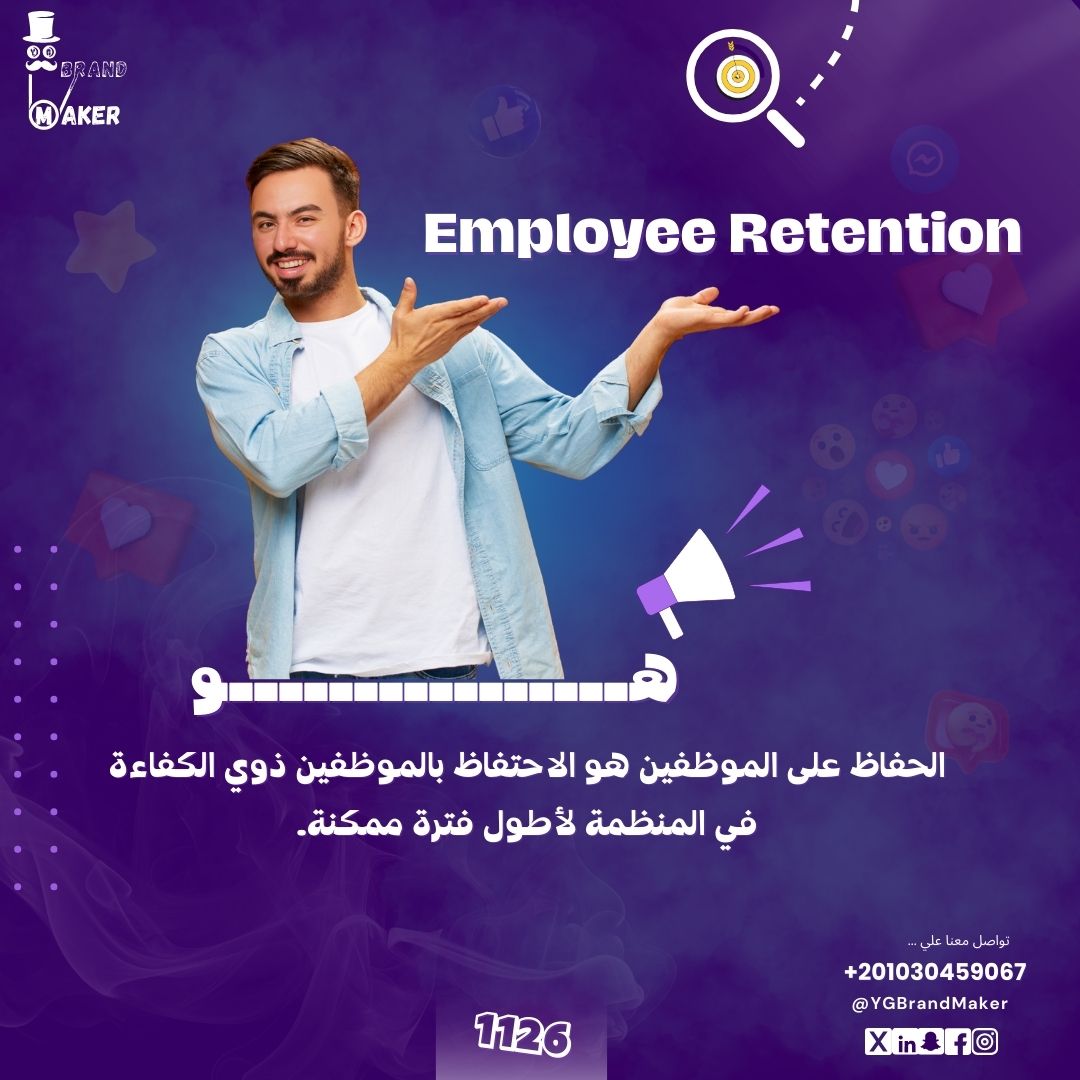 Y G
BRAND
MAKER
Employee Retention
هـــــــــــــــــو
الحفاظ على الموظفين هو الاحتفاظ بالموظفين ذوي الكفاءة
في المنظمة لأطول فترة ممكنة.
تواصل معنا علي ...
+201030459067
@YGBrandMaker
1126